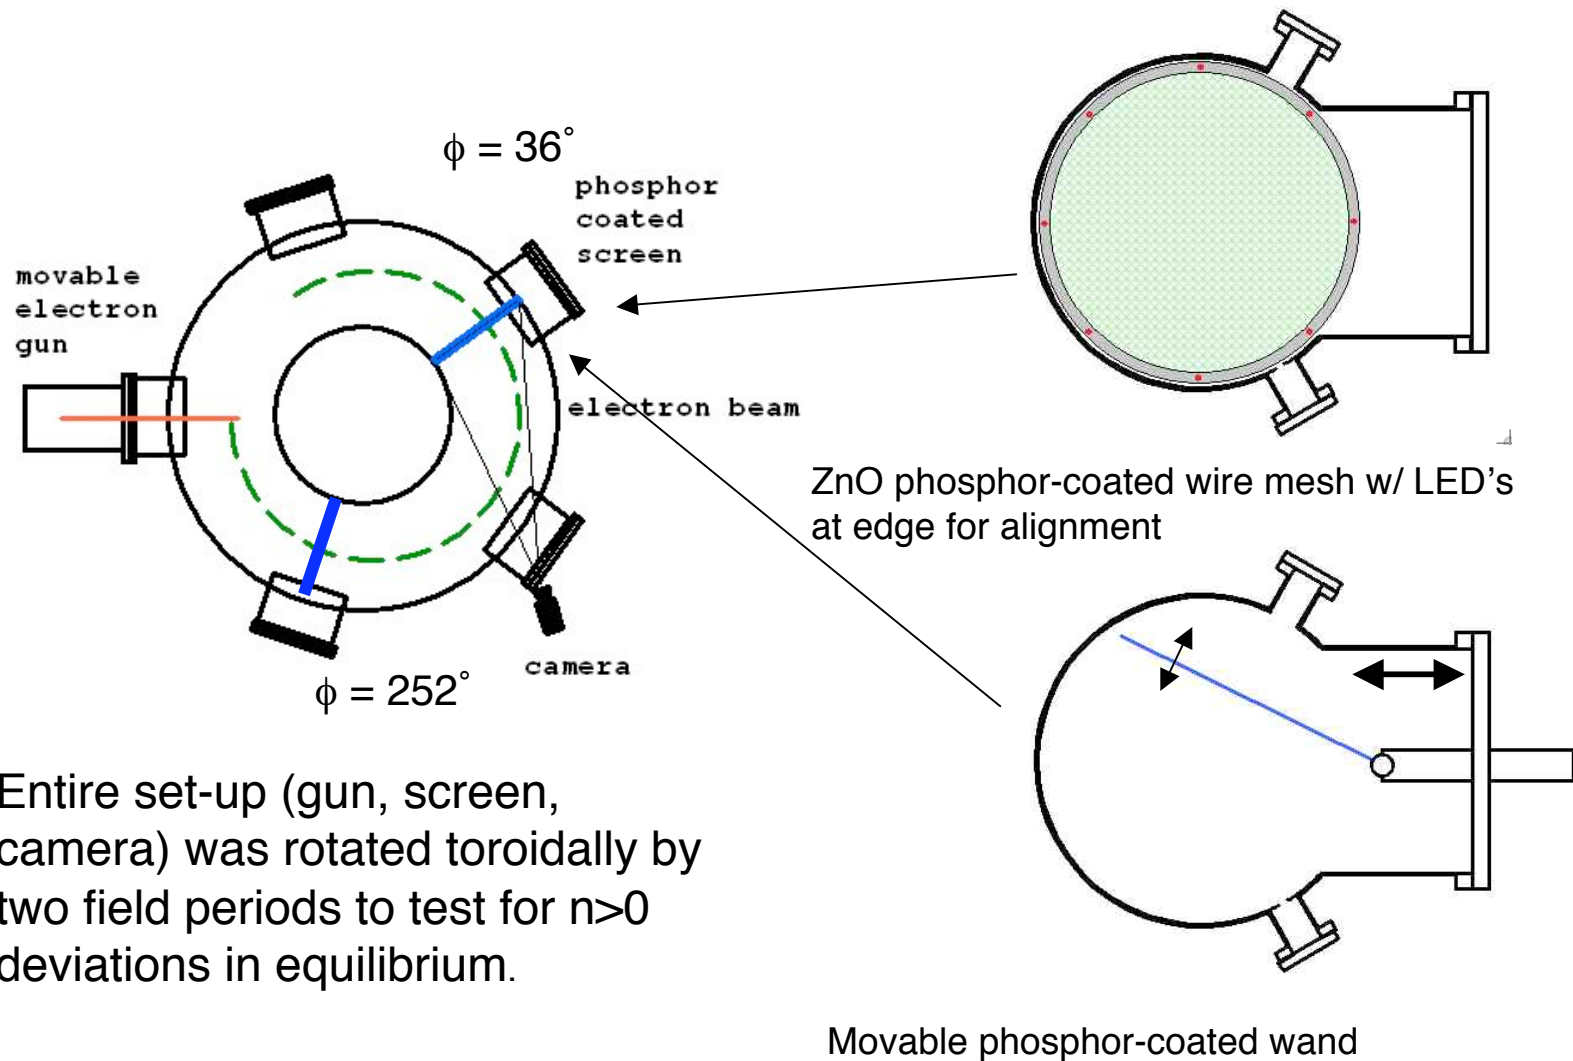 ϕ = 36°
phosphor
coated
screen
movable
electron
gun
electron beam
camera
ϕ = 252°
ZnO phosphor-coated wire mesh w/ LED's
at edge for alignment
Entire set-up (gun, screen,
camera) was rotated toroidally by
two field periods to test for n>0
deviations in equilibrium.
Movable phosphor-coated wand